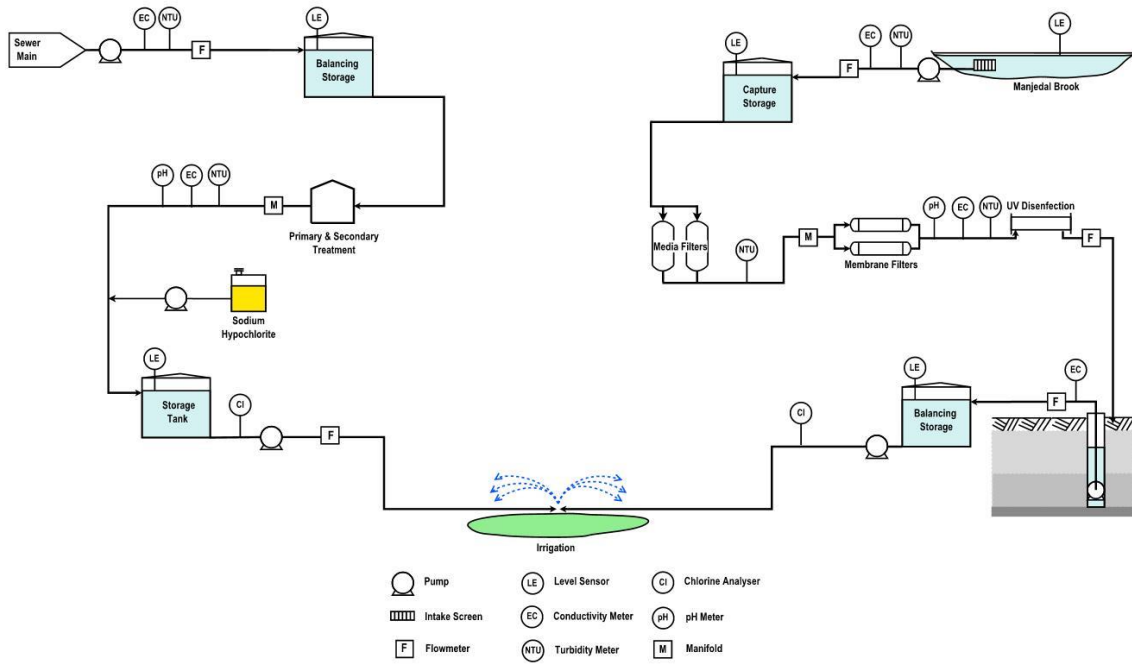 Sewer
Main
EC
NTU
F
LE
Balancing
Storage
pH
EC
NTU
M
Primary & Secondary
Treatment
Sodium
Hypochlorite
LE
Storage
Tank
Cl
F
LE
Capture
Storage
F
EC
NTU
LE
Manjedal Brook
Media Filters
NTU
M
Membrane Filters
pH
EC
NTU
UV Disenfection
F
LE
Balancing
Storage
F
EC
Cl
Irrigation
Pump
LE
Level Sensor
Cl
Chlorine Analyser
Intake Screen
EC
Conductivity Meter
pH
pH Meter
F
Flowmeter
NTU
Turbidity Meter
M
Manifold